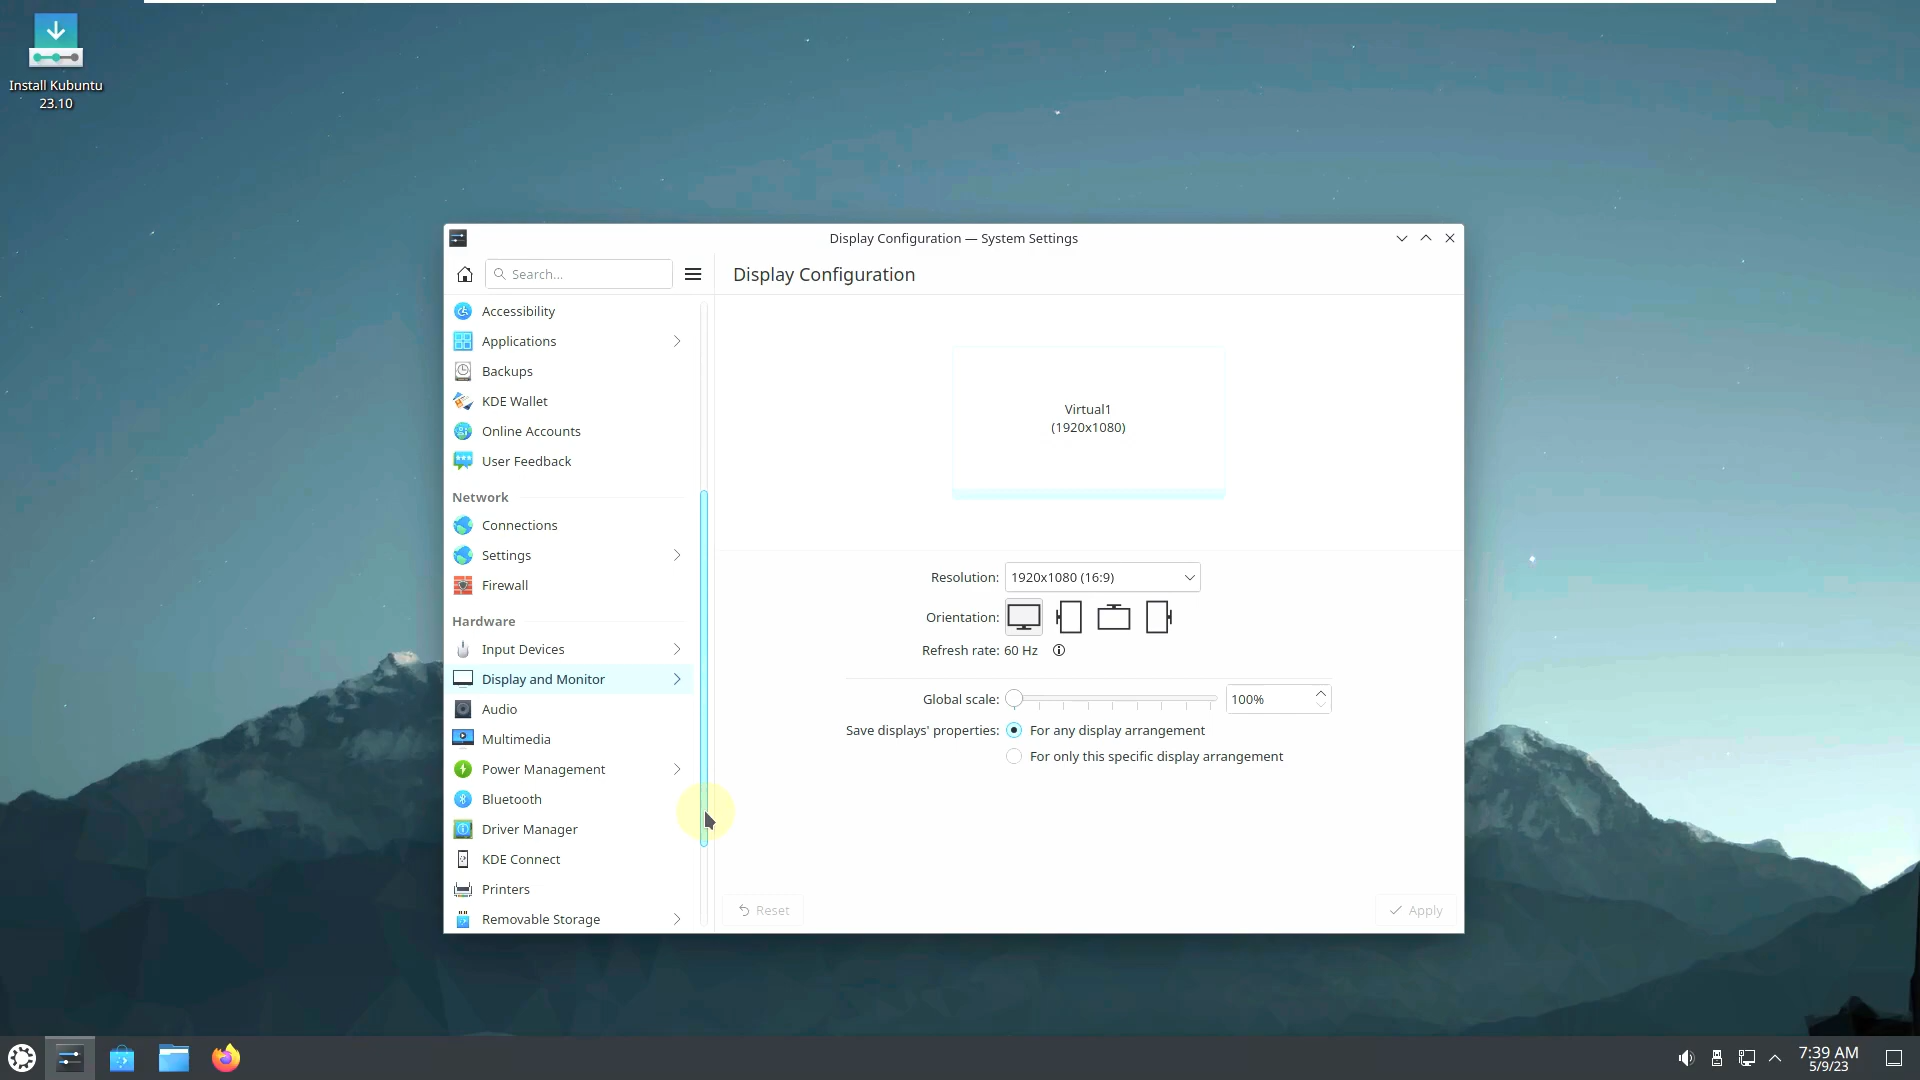 Install Kubuntu
23.10
Display Configuration — System Settings
Search...
Display Configuration
Accessibility
Applications
Backups
KDE Wallet
Online Accounts
User Feedback
Network
Connections
Settings
Firewall
Hardware
Input Devices
Display and Monitor
Audio
Multimedia
Power Management
Bluetooth
Driver Manager
KDE Connect
Printers
Removable Storage
Virtual1
(1920x1080)
Resolution: 1920x1080 (16:9)
Orientation:
Refresh rate: 60 Hz
Global scale: 100%
Save displays' properties: For any display arrangement
For only this specific display arrangement
Reset
Apply
7:39 AM
5/9/23